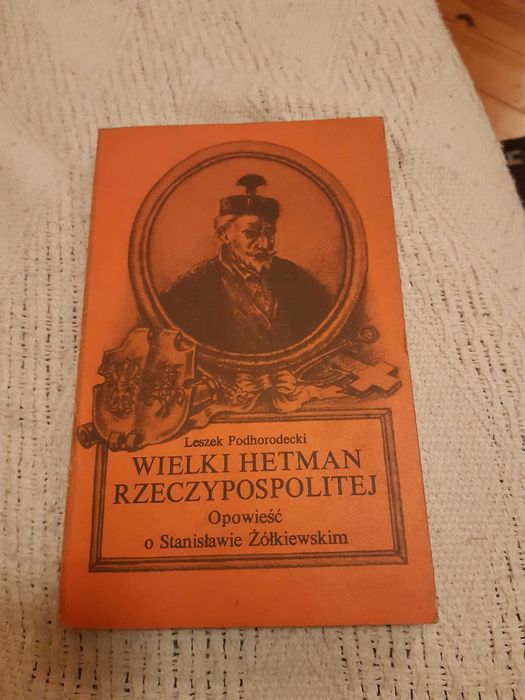 Leszek Podhorodecki
WIELKI HETMAN
RZECZYPOSPOLITEJ
Opowieść
o Stanisławie Żółkiewskim